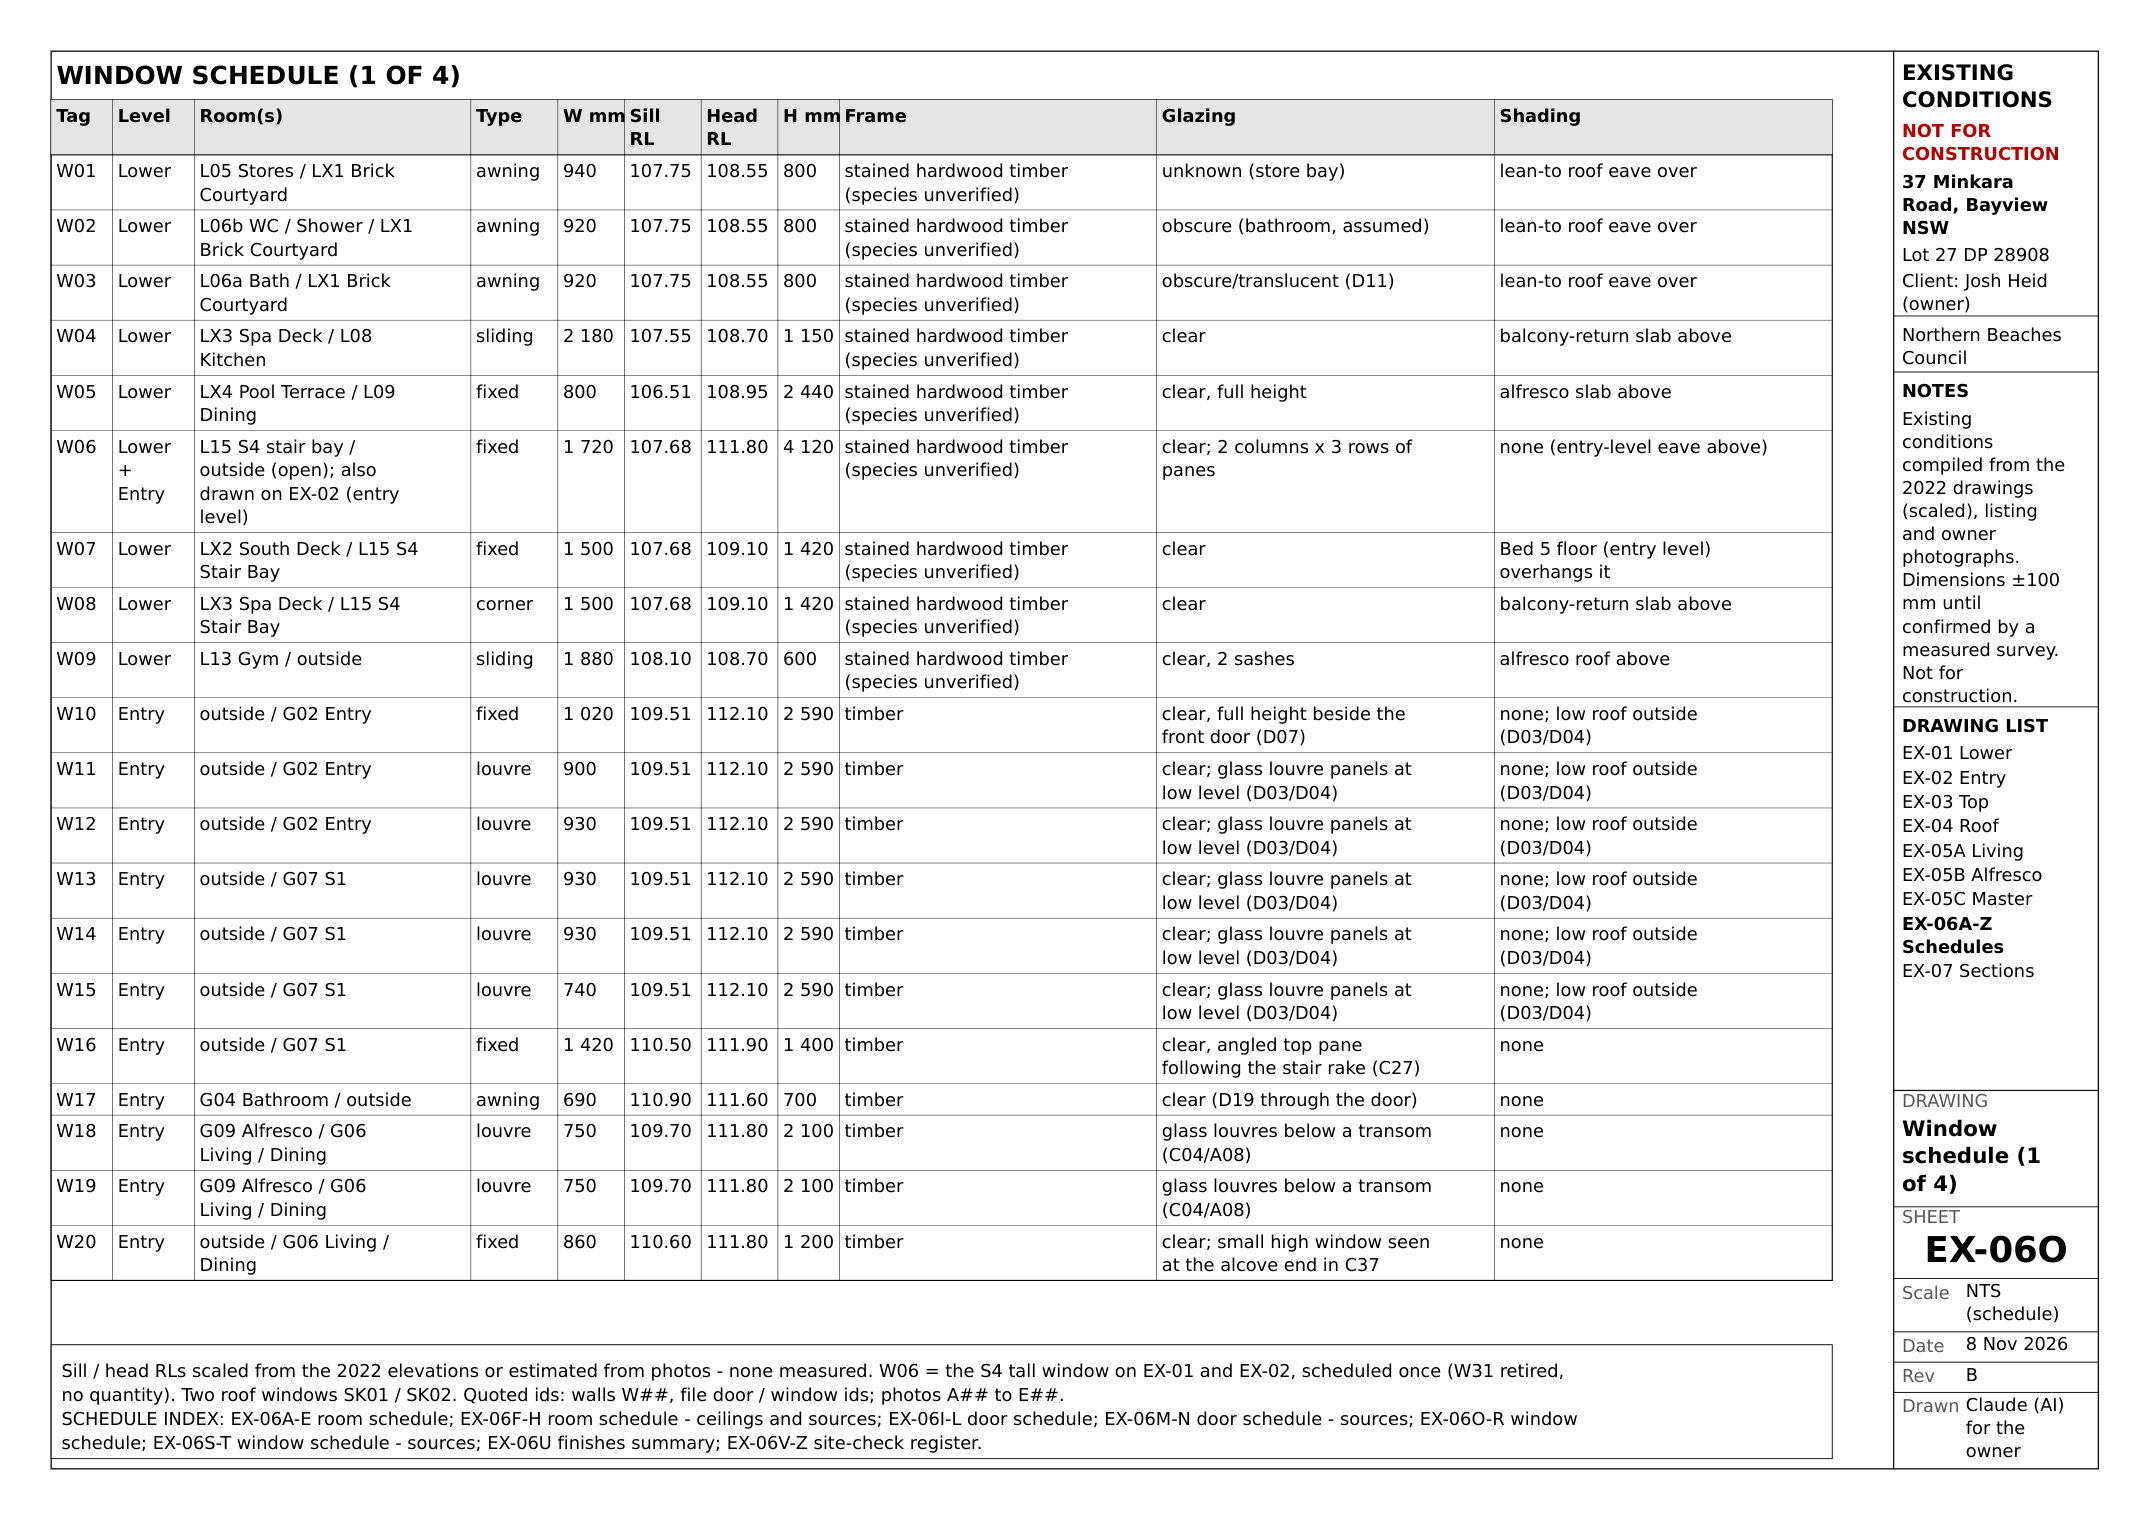 WINDOW SCHEDULE (1 OF 4)
Tag Level Room(s) Type W mm Sill RL Head RL H mm Frame Glazing Shading
W01 Lower L05 Stores / LX1 Brick Courtyard awning 940 107.75 108.55 800 stained hardwood timber (species unverified) unknown (store bay) lean-to roof eave over
W02 Lower L06b WC / Shower / LX1 Brick Courtyard awning 920 107.75 108.55 800 stained hardwood timber (species unverified) obscure (bathroom, assumed) lean-to roof eave over
W03 Lower L06a Bath / LX1 Brick Courtyard awning 920 107.75 108.55 800 stained hardwood timber (species unverified) obscure/translucent (D11) lean-to roof eave over
W04 Lower LX3 Spa Deck / L08 Kitchen sliding 2 180 107.55 108.70 1 150 stained hardwood timber (species unverified) clear balcony-return slab above
W05 Lower LX4 Pool Terrace / L09 Dining fixed 800 106.51 108.95 2 440 stained hardwood timber (species unverified) clear, full height alfresco slab above
W06 Lower + Entry L15 S4 stair bay / outside (open); also drawn on EX-02 (entry level) fixed 1 720 107.68 111.80 4 120 stained hardwood timber (species unverified) clear; 2 columns x 3 rows of panes none (entry-level eave above)
W07 Lower LX2 South Deck / L15 S4 Stair Bay fixed 1 500 107.68 109.10 1 420 stained hardwood timber (species unverified) clear Bed 5 floor (entry level) overhangs it
W08 Lower LX3 Spa Deck / L15 S4 Stair Bay corner 1 500 107.68 109.10 1 420 stained hardwood timber (species unverified) clear balcony-return slab above
W09 Lower L13 Gym / outside sliding 1 880 108.10 108.70 600 stained hardwood timber (species unverified) clear, 2 sashes alfresco roof above
W10 Entry outside / G02 Entry fixed 1 020 109.51 112.10 2 590 timber clear, full height beside the front door (D07) none; low roof outside (D03/D04)
W11 Entry outside / G02 Entry louvre 900 109.51 112.10 2 590 timber clear; glass louvre panels at low level (D03/D04) none; low roof outside (D03/D04)
W12 Entry outside / G02 Entry louvre 930 109.51 112.10 2 590 timber clear; glass louvre panels at low level (D03/D04) none; low roof outside (D03/D04)
W13 Entry outside / G07 S1 louvre 930 109.51 112.10 2 590 timber clear; glass louvre panels at low level (D03/D04) none; low roof outside (D03/D04)
W14 Entry outside / G07 S1 louvre 930 109.51 112.10 2 590 timber clear; glass louvre panels at low level (D03/D04) none; low roof outside (D03/D04)
W15 Entry outside / G07 S1 louvre 740 109.51 112.10 2 590 timber clear; glass louvre panels at low level (D03/D04) none; low roof outside (D03/D04)
W16 Entry outside / G07 S1 fixed 1 420 110.50 111.90 1 400 timber clear, angled top pane following the stair rake (C27) none
W17 Entry G04 Bathroom / outside awning 690 110.90 111.60 700 timber clear (D19 through the door) none
W18 Entry G09 Alfresco / G06 Living / Dining louvre 750 109.70 111.80 2 100 timber glass louvres below a transom (C04/A08) none
W19 Entry G09 Alfresco / G06 Living / Dining louvre 750 109.70 111.80 2 100 timber glass louvres below a transom (C04/A08) none
W20 Entry outside / G06 Living / Dining fixed 860 110.60 111.80 1 200 timber clear; small high window seen at the alcove end in C37 none
Sill / head RLs scaled from the 2022 elevations or estimated from photos - none measured. W06 = the S4 tall window on EX-01 and EX-02, scheduled once (W31 retired,
no quantity). Two roof windows SK01 / SK02. Quoted ids: walls W##, file door / window ids; photos A## to E##.
SCHEDULE INDEX: EX-06A-E room schedule; EX-06F-H room schedule - ceilings and sources; EX-06I-L door schedule; EX-06M-N door schedule - sources; EX-06O-R window
schedule; EX-06S-T window schedule - sources; EX-06U finishes summary; EX-06V-Z site-check register.
EXISTING
CONDITIONS
NOT FOR
CONSTRUCTION
37 Minkara
Road, Bayview
NSW
Lot 27 DP 28908
Client: Josh Heid
(owner)
Northern Beaches
Council
NOTES
Existing
conditions
compiled from the
2022 drawings
(scaled), listing
and owner
photographs.
Dimensions ±100
mm until
confirmed by a
measured survey.
Not for
construction.
DRAWING LIST
EX-01 Lower
EX-02 Entry
EX-03 Top
EX-04 Roof
EX-05A Living
EX-05B Alfresco
EX-05C Master
EX-06A-Z
Schedules
EX-07 Sections
DRAWING
Window
schedule (1
of 4)
SHEET
EX-06O
Scale NTS
(schedule)
Date 8 Nov 2026
Rev B
Drawn Claude (AI)
for the
owner